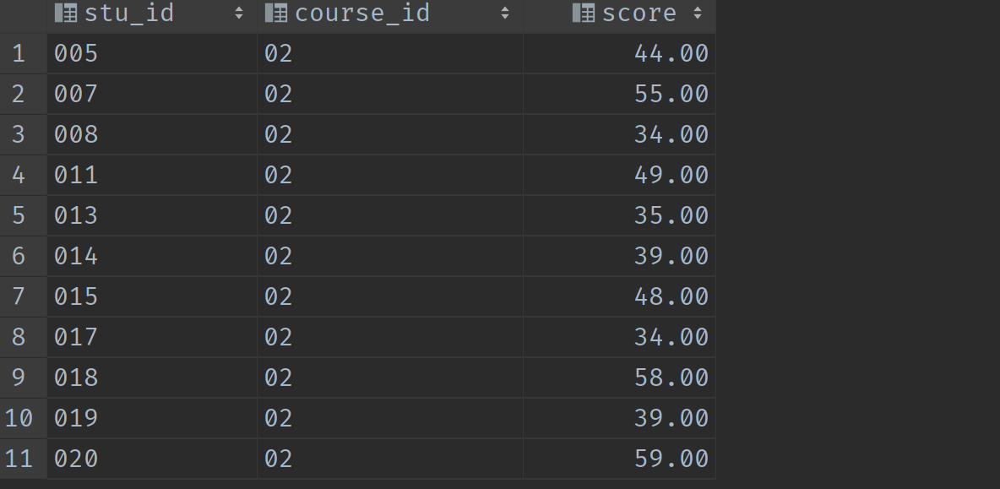 stu_id course_id score
1 005 02 44.00
2 007 02 55.00
3 008 02 34.00
4 011 02 49.00
5 013 02 35.00
6 014 02 39.00
7 015 02 48.00
8 017 02 34.00
9 018 02 58.00
10 019 02 39.00
11 020 02 59.00